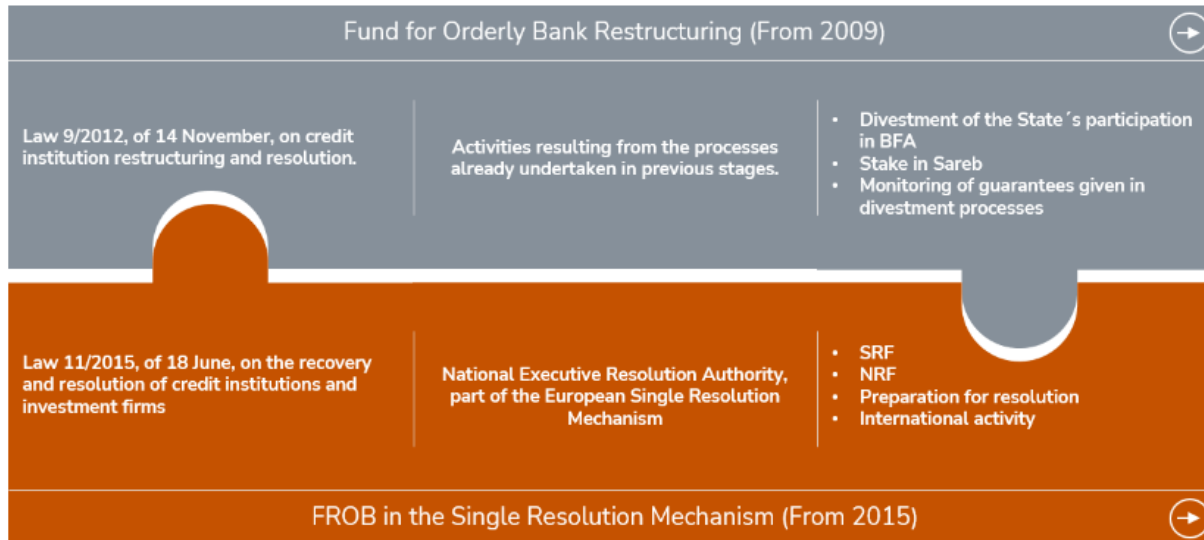 Fund for Orderly Bank Restructuring (From 2009)
Law 9/2012, of 14 November, on credit
institution restructuring and resolution.
Activities resulting from the processes
already undertaken in previous stages.
• Divestment of the State´s participation
in BFA
• Stake in Sareb
• Monitoring of guarantees given in
divestment processes
Law 11/2015, of 18 June, on the recovery
and resolution of credit institutions and
investment firms
National Executive Resolution Authority,
part of the European Single Resolution
Mechanism
• SRF
• NRF
• Preparation for resolution
• International activity
FROB in the Single Resolution Mechanism (From 2015)